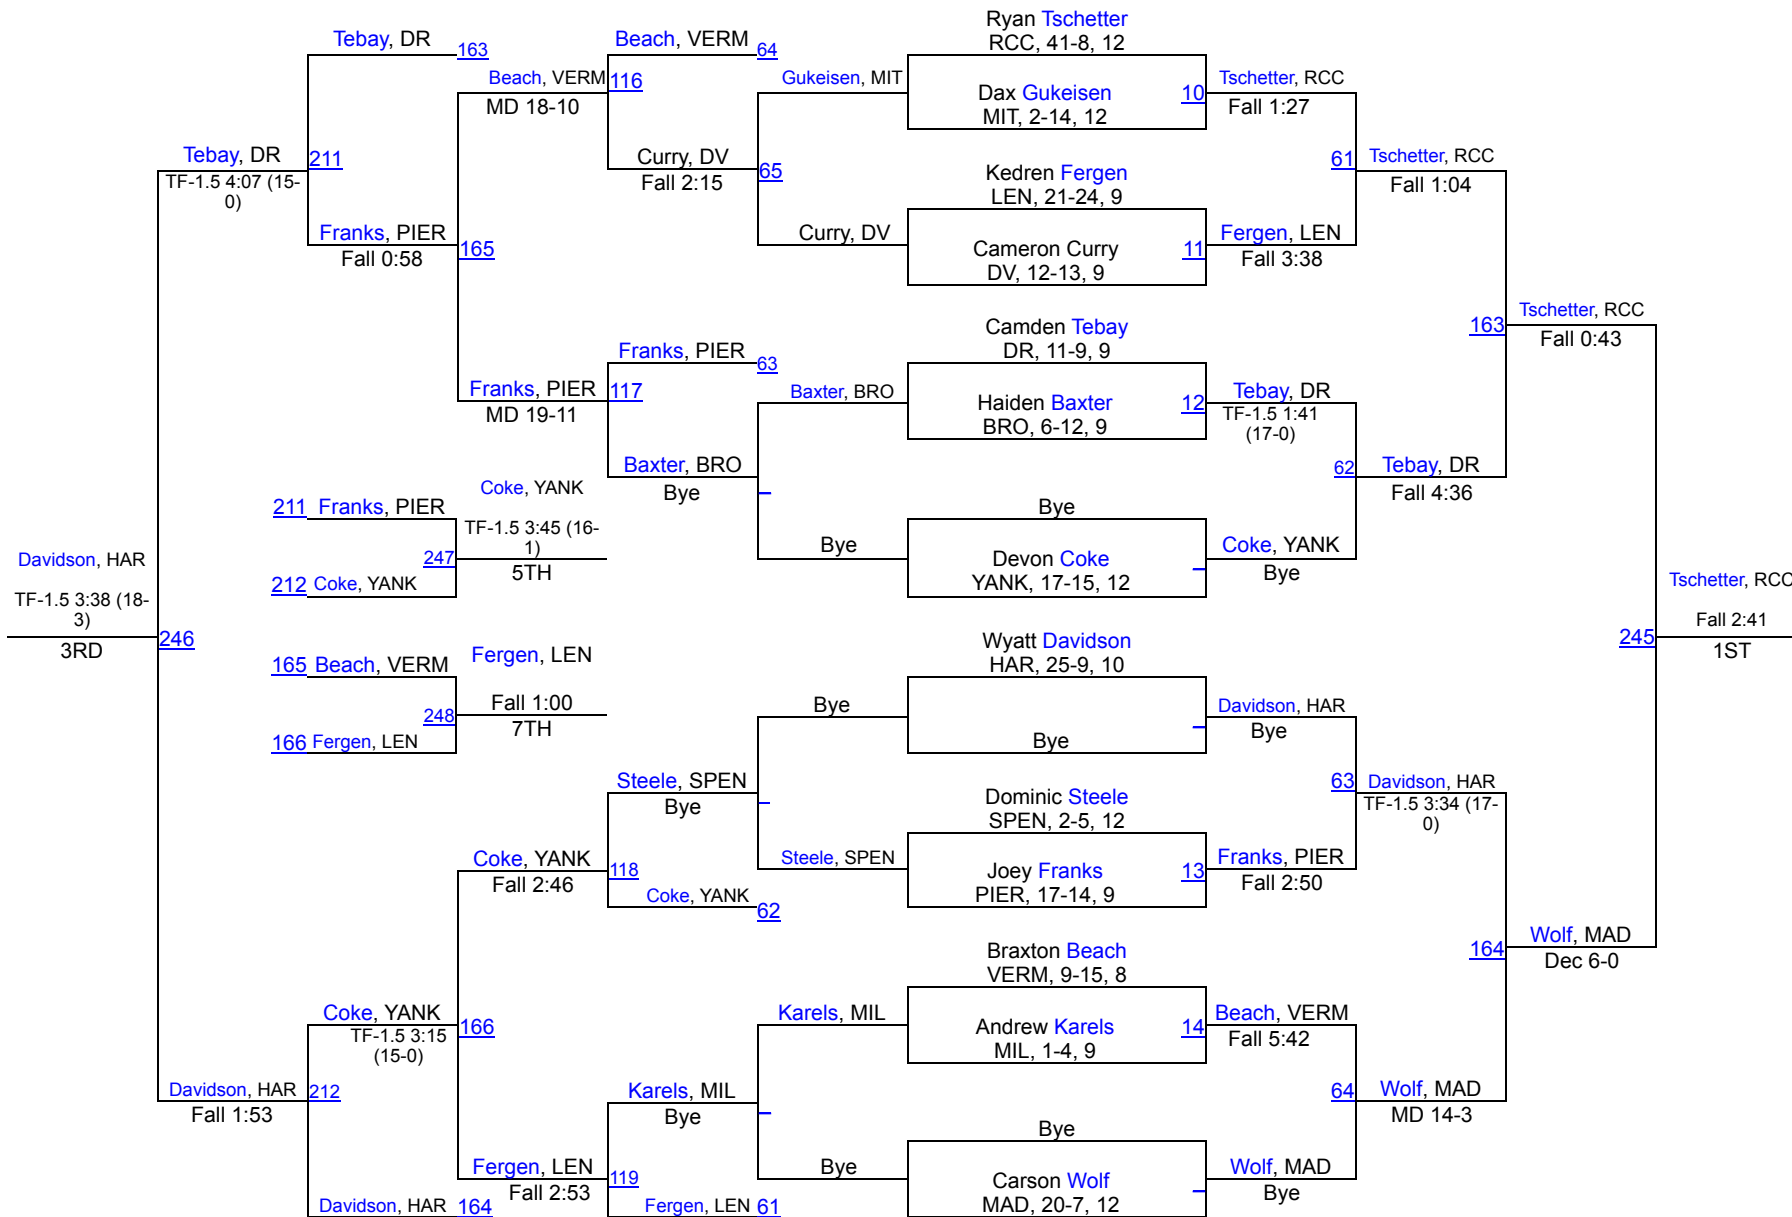 Ryan Tschetter
RCC, 41-8, 12
Tebay, DR
163
Beach, VERM
64
Beach, VERM
116
MD 18-10
Gukeisen, MIT
Dax Gukeisen
MIT, 2-14, 12
10
Tschetter, RCC
Fall 1:27
Tebay, DR
211
TF-1.5 4:07 (15-
0)
Curry, DV
Fall 2:15
65
Kedren Fergen
LEN, 21-24, 9
61
Tschetter, RCC
Fall 1:04
Franks, PIER
Fall 0:58
165
Curry, DV
Cameron Curry
DV, 12-13, 9
11
Fergen, LEN
Fall 3:38
Camden Tebay
DR, 11-9, 9
163
Tschetter, RCC
Fall 0:43
Franks, PIER
63
Franks, PIER
117
MD 19-11
Baxter, BRO
Haiden Baxter
BRO, 6-12, 9
12
Tebay, DR
TF-1.5 1:41
(17-0)
Baxter, BRO
Bye
62
Tebay, DR
Fall 4:36
211 Franks, PIER
Coke, YANK
TF-1.5 3:45 (16-
1)
247
5TH
212 Coke, YANK
Bye
Bye
Devon Coke
YANK, 17-15, 12
Coke, YANK
Bye
Davidson, HAR
TF-1.5 3:38 (18-
3)
246
3RD
Tschetter, RCC
Fall 2:41
245
1ST
165 Beach, VERM
Fergen, LEN
Fall 1:00
248
7TH
166 Fergen, LEN
Wyatt Davidson
HAR, 25-9, 10
Bye
Bye
Davidson, HAR
Bye
Steele, SPEN
Bye
Dominic Steele
SPEN, 2-5, 12
63
Davidson, HAR
TF-1.5 3:34 (17-
0)
Coke, YANK
Fall 2:46
118
Coke, YANK
62
Steele, SPEN
Joey Franks
PIER, 17-14, 9
13
Franks, PIER
Fall 2:50
Braxton Beach
VERM, 9-15, 8
164
Wolf, MAD
Dec 6-0
Coke, YANK
TF-1.5 3:15
(15-0)
166
Karels, MIL
Andrew Karels
MIL, 1-4, 9
14
Beach, VERM
Fall 5:42
Davidson, HAR
212
Fall 1:53
Karels, MIL
Bye
64
Wolf, MAD
MD 14-3
Bye
Fergen, LEN
Fall 2:53
119
Bye
Carson Wolf
MAD, 20-7, 12
Wolf, MAD
Bye
Davidson, HAR 164
Fergen, LEN 61